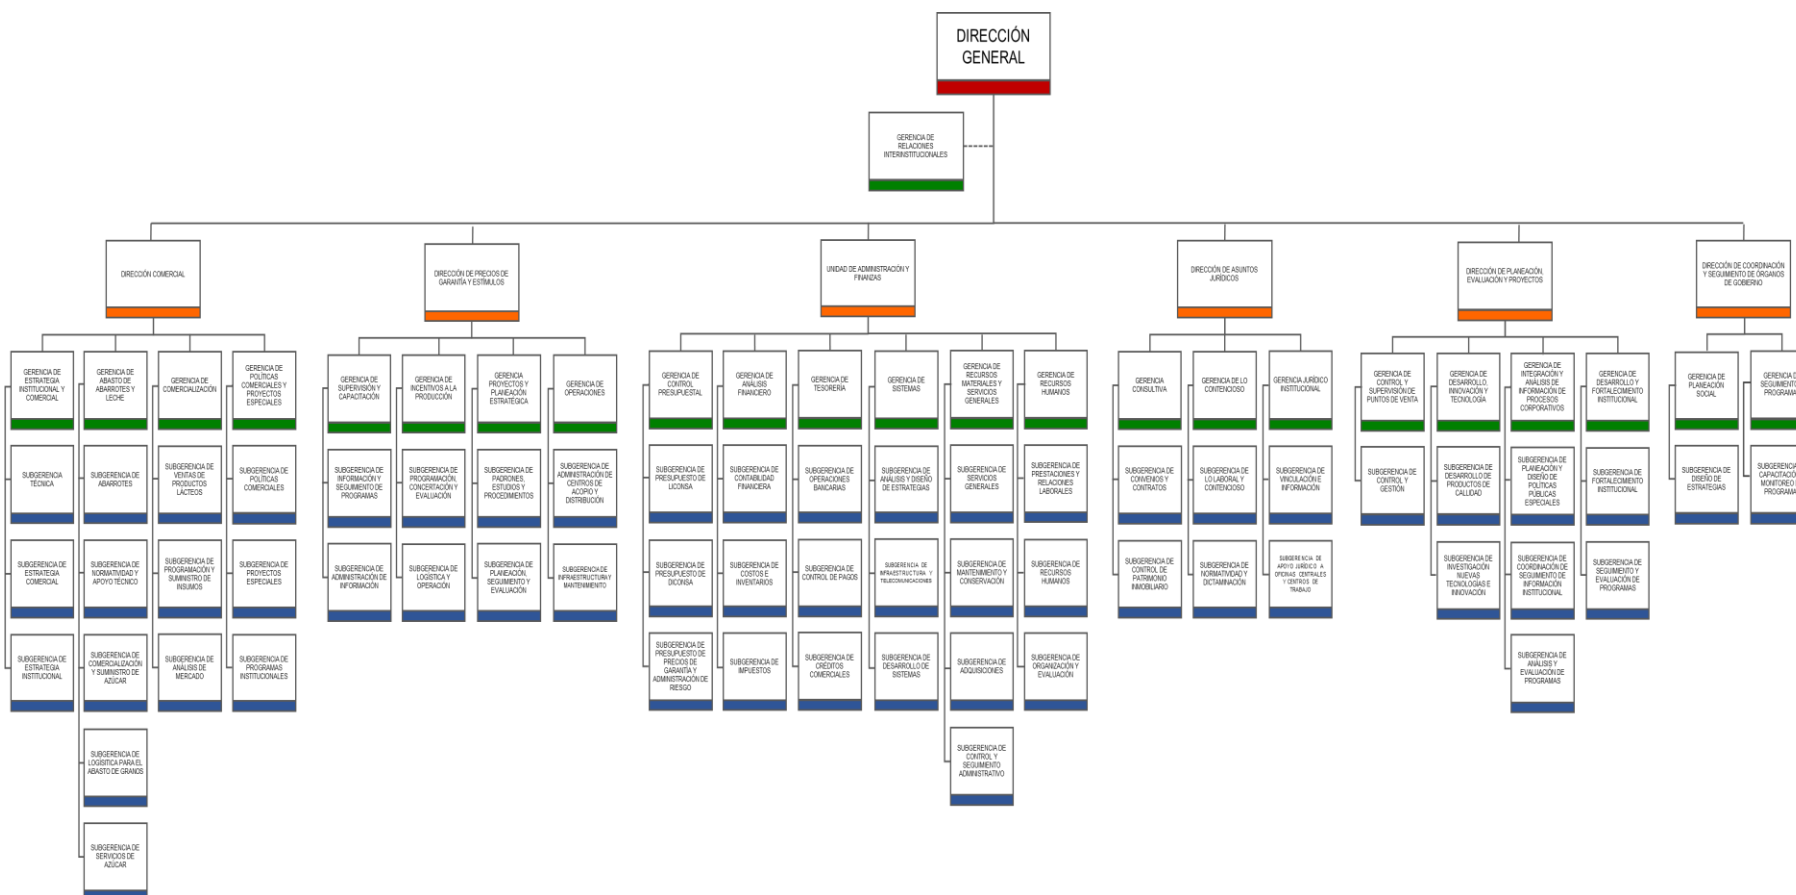 DIRECCIÓN
GENERAL
GERENCIA DE
RELACIONES
INTERINSTITUCIONALES
DIRECCIÓN COMERCIAL
DIRECCIÓN DE PRECIOS DE
GARANTÍA Y ESTÍMULOS
UNIDAD DE ADMINISTRACIÓN Y
FINANZAS
DIRECCIÓN DE ASUNTOS
JURÍDICOS
DIRECCIÓN DE PLANEACIÓN,
EVALUACIÓN Y PROYECTOS
DIRECCIÓN DE COORDINACIÓN
Y SEGUIMIENTO DE ÓRGANOS
DE GOBIERNO
GERENCIA DE
ESTRATEGIA
INSTITUCIONAL Y
COMERCIAL
GERENCIA DE
ABASTO DE
ABARROTES Y
LECHE
GERENCIA DE
COMERCIALIZACIÓN
GERENCIA DE
POLÍTICAS
COMERCIALES Y
PROYECTOS
ESPECIALES
GERENCIA DE
SUPERVISIÓN Y
CAPACITACIÓN
GERENCIA DE
INCENTIVOS A LA
PRODUCCIÓN
GERENCIA
PROYECTOS Y
PLANEACIÓN
ESTRATÉGICA
GERENCIA DE
OPERACIONES
GERENCIA DE
CONTROL
PRESUPUESTAL
GERENCIA DE
ANÁLISIS
FINANCIERO
GERENCIA DE
TESORERÍA
GERENCIA DE
SISTEMAS
GERENCIA DE
RECURSOS
MATERIALES Y
SERVICIOS
GENERALES
GERENCIA DE
RECURSOS
HUMANOS
GERENCIA
CONSULTIVA
GERENCIA DE LO
CONTENCIOSO
GERENCIA JURÍDICO
INSTITUCIONAL
GERENCIA DE
CONTROL Y
SUPERVISIÓN DE
PUNTOS DE VENTA
GERENCIA DE
DESARROLLO,
INNOVACIÓN Y
TECNOLOGÍA
GERENCIA DE
INTEGRACIÓN Y
ANÁLISIS DE
INFORMACIÓN DE
PROCESOS
CORPORATIVOS
GERENCIA DE
DESARROLLO Y
FORTALECIMIENTO
INSTITUCIONAL
GERENCIA DE
PLANEACIÓN
SOCIAL
GERENCIA D
SEGUIMIENTO
PROGRAMA
SUBGERENCIA
TÉCNICA
SUBGERENCIA DE
ABARROTES
SUBGERENCIA DE
VENTAS DE
PRODUCTOS
LÁCTEOS
SUBGERENCIA DE
POLÍTICAS
COMERCIALES
SUBGERENCIA DE
INFORMACIÓN Y
SEGUIMIENTO DE
PROGRAMAS
SUBGERENCIA DE
PROGRAMACIÓN,
CONCERTACIÓN Y
EVALUACIÓN
SUBGERENCIA DE
PADRONES,
ESTUDIOS Y
PROCEDIMIENTOS
SUBGERENCIA DE
ADMINISTRACIÓN DE
CENTROS DE
ACOPIO Y
DISTRIBUCIÓN
SUBGERENCIA DE
PRESUPUESTO DE
LICONSA
SUBGERENCIA DE
CONTABILIDAD
FINANCIERA
SUBGERENCIA DE
OPERACIONES
BANCARIAS
SUBGERENCIA DE
ANÁLISIS Y DISEÑO
DE ESTRATEGIAS
SUBGERENCIA DE
SERVICIOS
GENERALES
SUBGERENCIA DE
PRESTACIONES Y
RELACIONES
LABORALES
SUBGERENCIA DE
CONVENIOS Y
CONTRATOS
SUBGERENCIA DE
LO LABORAL Y
CONTENCIOSO
SUBGERENCIA DE
VINCULACIÓN E
INFORMACIÓN
SUBGERENCIA DE
CONTROL Y
GESTIÓN
SUBGERENCIA DE
DESARROLLO DE
PRODUCTOS DE
CALLIDAD
SUBGERENCIA DE
PLANEACIÓN Y
DISEÑO DE
POLÍTICAS
PÚBLICAS
ESPECIALES
SUBGERENCIA DE
FORTALECIMIENTO
INSTITUCIONAL
SUBGERENCIA DE
DISEÑO DE
ESTRATEGIAS
SUBGERENCIA
CAPACITACIÓ
MONITOREO
PROGRAMA
SUBGERENCIA DE
ESTRATEGIA
COMERCIAL
SUBGERENCIA DE
NORMATIVIDAD Y
APOYO TÉCNICO
SUBGERENCIA DE
PROGRAMACIÓN Y
SUMINISTRO DE
INSUMOS
SUBGERENCIA DE
PROYECTOS
ESPECIALES
SUBGERENCIA DE
ADMINISTRACIÓN DE
INFORMACIÓN
SUBGERENCIA DE
LOGÍSTICA Y
OPERACIÓN
SUBGERENCIA DE
PLANEACIÓN,
SEGUIMIENTO Y
EVALUACIÓN
SUBGERENCIA DE
INFRAESTRUCTURA Y
MANTENIMINETO
SUBGERENCIA DE
PRESUPUESTO DE
DICONSA
SUBGERENCIA DE
COSTOS E
INVENTARIOS
SUBGERENCIA DE
CONTROL DE PAGOS
SUBGERENCIA DE
INFRAESTRUCTURA Y
TELECOMUNICACIONES
SUBGERENCIA DE
MANTENIMIENTO Y
CONSERVACIÓN
SUBGERENCIA DE
RECURSOS
HUMANOS
SUBGERENCIA DE
CONTROL DE
PATRIMONIO
INMOBILIARIO
SUBGERENCIA DE
NORMATIVIDAD Y
DICTAMINACIÓN
SUBGERENCIA DE
APOYO JURÍDICO A
OFICINAS CENTRALES
Y CENTROS DE
TRABAJO
SUBGERENCIA DE
INVESTIGACIÓN
NUEVAS
TECNOLOGÍAS E
INNOVACIÓN
SUBGERENCIA DE
COORDINACIÓN DE
SEGUIMIENTO DE
INFORMACIÓN
INSTITUCIONAL
SUBGERENCIA DE
SEGUIMIENTO Y
EVALUACIÓN DE
PROGRAMAS
SUBGERENCIA DE
ESTRATEGIA
INSTITUCIONAL
SUBGERENCIA DE
COMERCIALIZACIÓN
Y SUMINISTRO DE
AZÚCAR
SUBGERENCIA DE
ANÁLISIS DE
MERCADO
SUBGERENCIA DE
PROGRAMAS
INSTITUCIONALES
SUBGERENCIA DE
PRESUPUESTO DE
PRECIOS DE
GARANTÍA Y
ADMINISTRACIÓN DE
RIESGO
SUBGERENCIA DE
IMPUESTOS
SUBGERENCIA DE
CRÉDITOS
COMERCIALES
SUBGERENCIA DE
DESARROLLO DE
SISTEMAS
SUBGERENCIA DE
ADQUISICIONES
SUBGERENCIA DE
ORGANIZACIÓN Y
EVALUACIÓN
SUBGERENCIA DE
ANÁLISIS Y
EVALUACIÓN DE
PROGRAMAS
SUBGERENCIA DE
LOGÍSITICA PARA EL
ABASTO DE GRANOS
SUBGERENCIA DE
CONTROL Y
SEGUIMIENTO
ADMINISTRATIVO
SUBGERENCIA DE
SERVICIOS DE
AZÚCAR